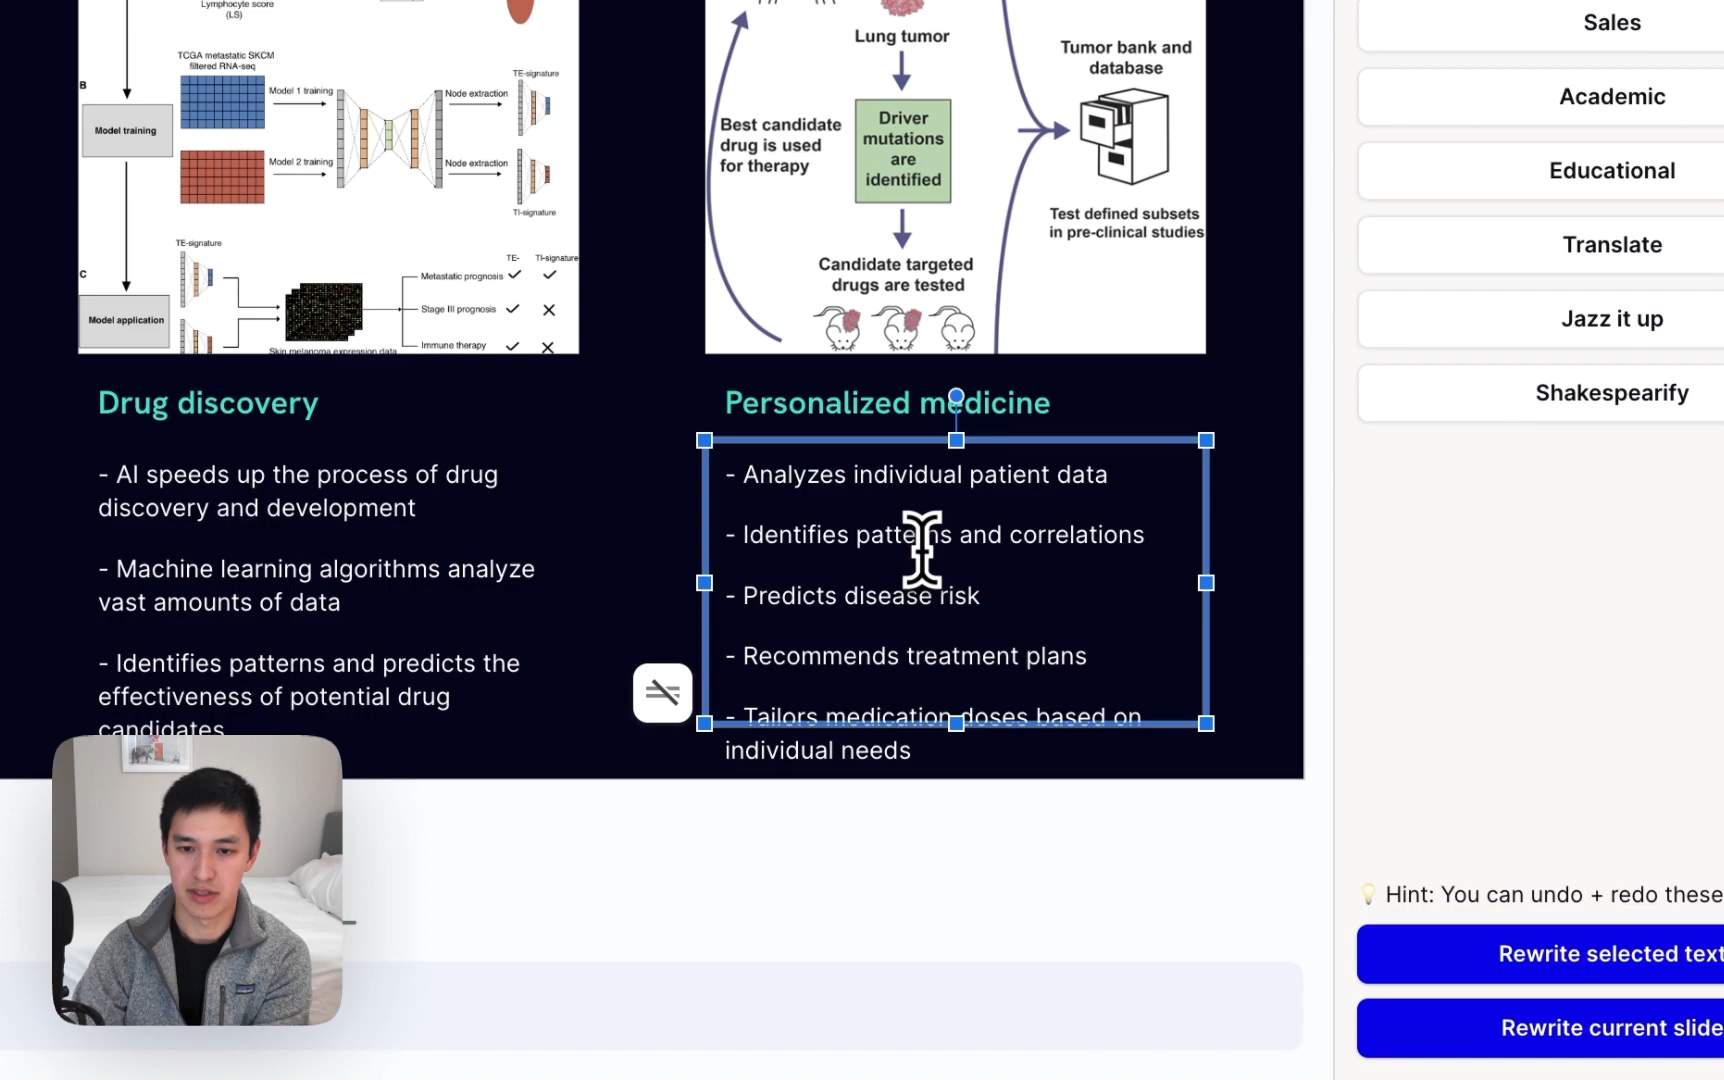 Lymphocyte score
(LS)
TCGA metastatic SKCM
filtered RNA-seq
B
Model training
Model 1 training
Node extraction
TE-signature
Model 2 training
Node extraction
TI-signature
TE-signature
C
Model application
TE-
TI-signature
Metastatic prognosis
Stage III prognosis
Immune therapy
Skin melanoma expression data
Lung tumor
Best candidate
drug is used
for therapy
Driver
mutations
are
identified
Candidate targeted
drugs are tested
Tumor bank and
database
Test defined subsets
in pre-clinical studies
Drug discovery
- AI speeds up the process of drug
discovery and development
- Machine learning algorithms analyze
vast amounts of data
- Identifies patterns and predicts the
effectiveness of potential drug
candidates
Personalized medicine
- Analyzes individual patient data
- Identifies patterns and correlations
- Predicts disease risk
- Recommends treatment plans
- Tailors medication doses based on
individual needs
Sales
Academic
Educational
Translate
Jazz it up
Shakespearify
💡 Hint: You can undo + redo these
Rewrite selected text
Rewrite current slide